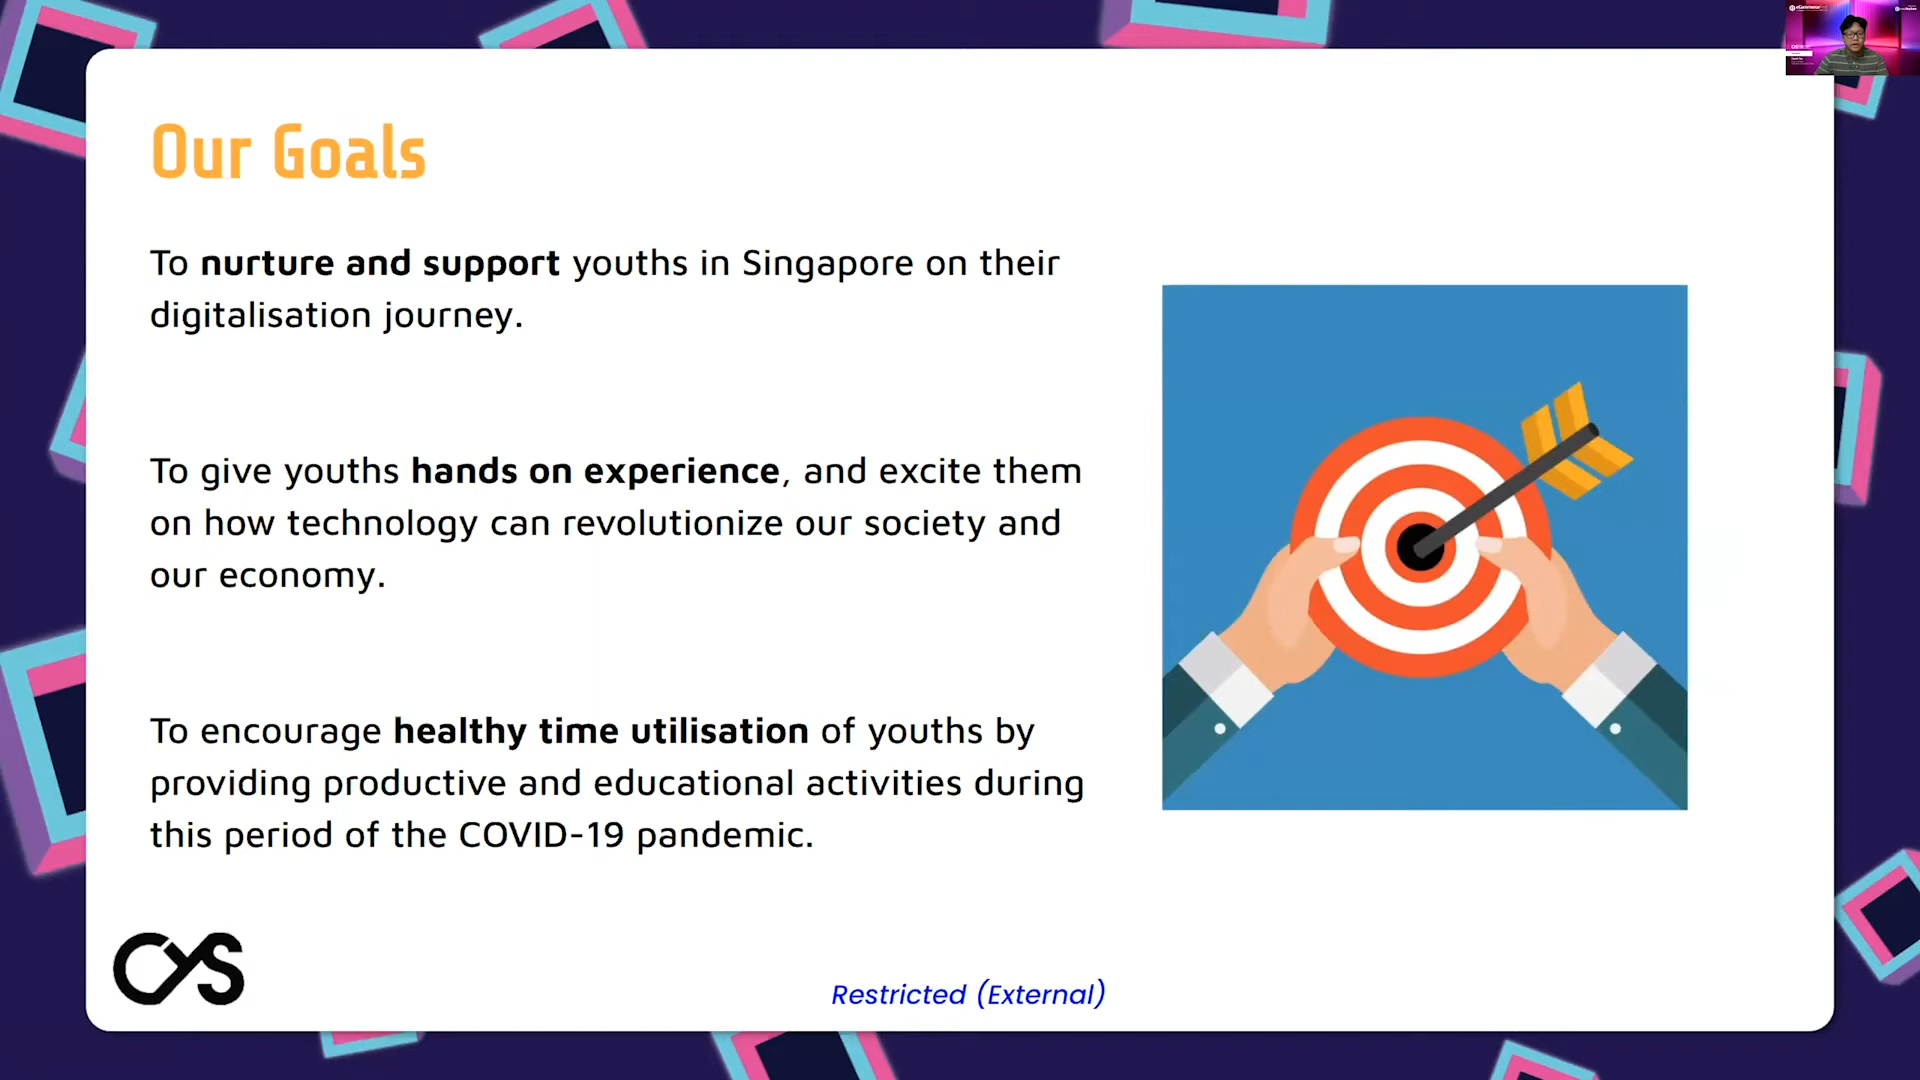 Our Goals
To nurture and support youths in Singapore on their
digitalisation journey.
To give youths hands on experience, and excite them
on how technology can revolutionize our society and
our economy.
To encourage healthy time utilisation of youths by
providing productive and educational activities during
this period of the COVID-19 pandemic.
CYS
Restricted (External)